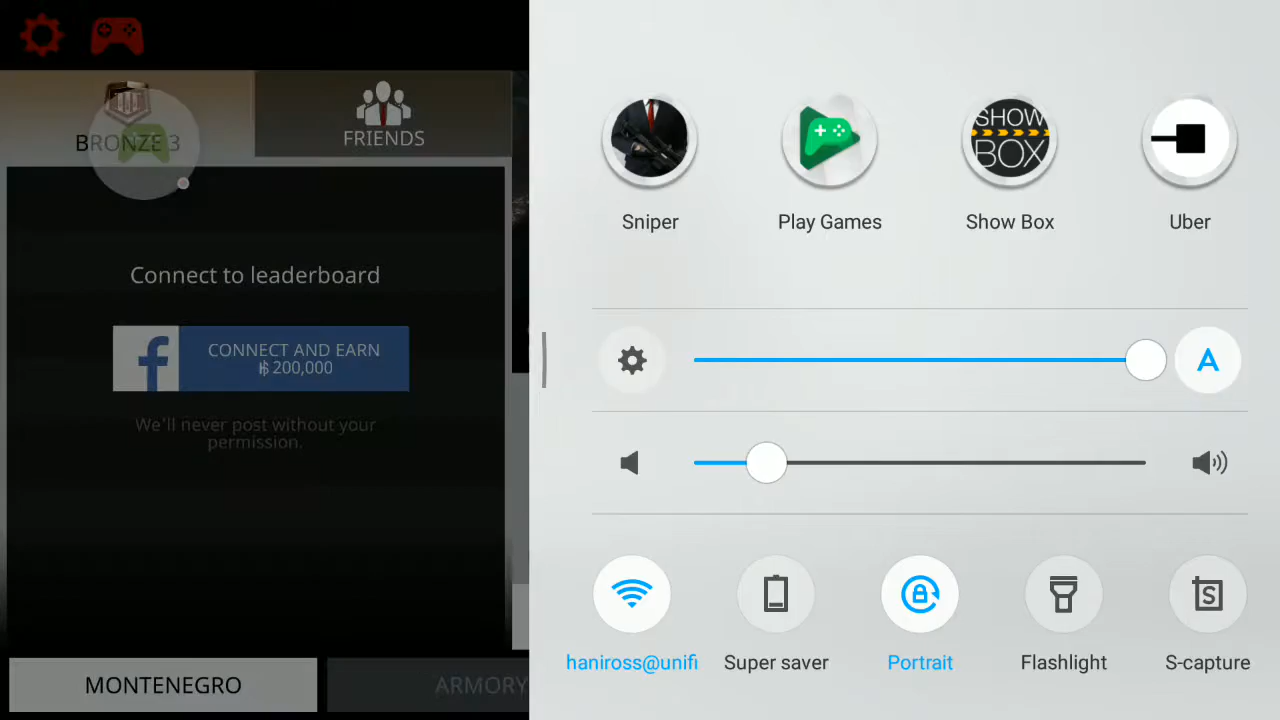 BRONZE 3
FRIENDS
Connect to leaderboard
CONNECT AND EARN
200,000
We'll never post without your
permission.
MONTENEGRO
ARMORY
SHOW
BOX
Sniper
Play Games
Show Box
Uber
A
haniross@unifi
Super saver
Portrait
Flashlight
S
S-capture